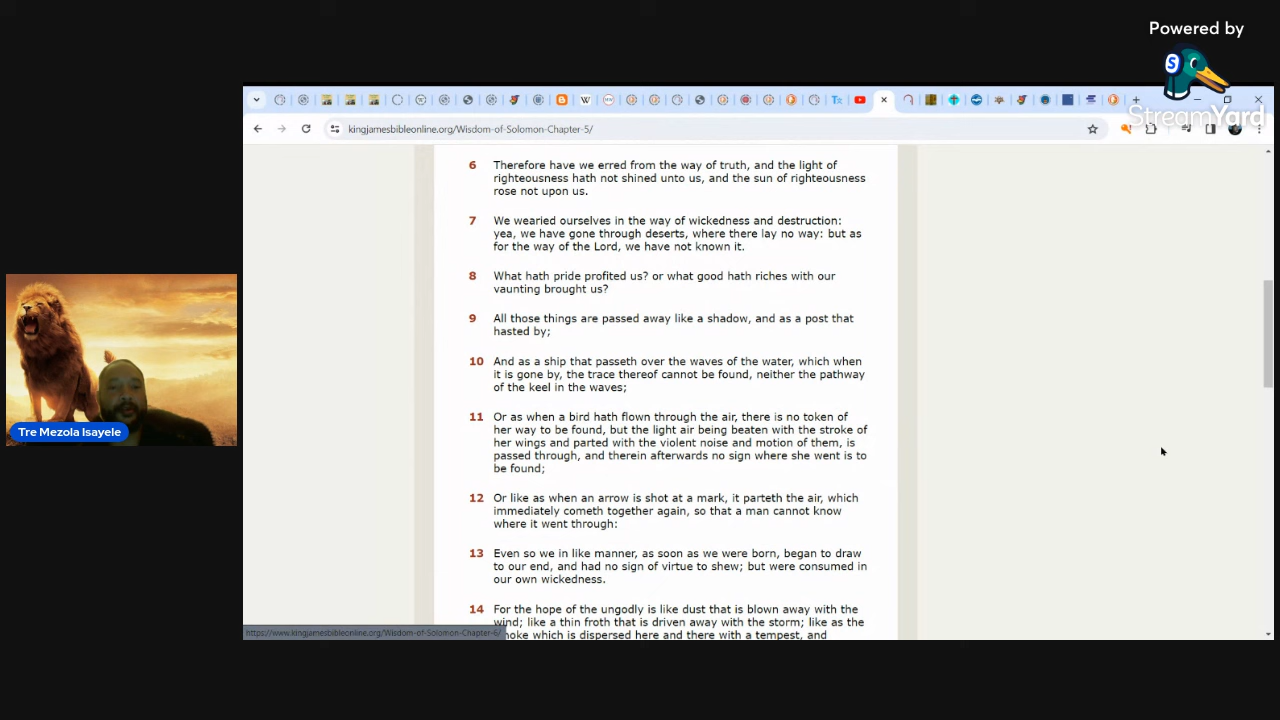 Powered by
S
StreamYard
kingjamesbibleonline.org/Wisdom-of-Solomon-Chapter-5/
6 Therefore have we erred from the way of truth, and the light of
righteousness hath not shined unto us, and the sun of righteousness
rose not upon us.
7 We wearied ourselves in the way of wickedness and destruction:
yea, we have gone through deserts, where there lay no way: but as
for the way of the Lord, we have not known it.
8 What hath pride profited us? or what good hath riches with our
vaunting brought us?
9 All those things are passed away like a shadow, and as a post that
hasted by;
10 And as a ship that passeth over the waves of the water, which when
it is gone by, the trace thereof cannot be found, neither the pathway
of the keel in the waves;
11 Or as when a bird hath flown through the air, there is no token of
her way to be found, but the light air being beaten with the stroke of
her wings and parted with the violent noise and motion of them, is
passed through, and therein afterwards no sign where she went is to
be found;
12 Or like as when an arrow is shot at a mark, it parteth the air, which
immediately cometh together again, so that a man cannot know
where it went through:
13 Even so we in like manner, as soon as we were born, began to draw
to our end, and had no sign of virtue to shew; but were consumed in
our own wickedness.
14 For the hope of the ungodly is like dust that is blown away with the
wind; like a thin froth that is driven away with the storm; like as the
moke which is dispersed here and there with a tempest, and
https://www.kingjamesbibleonline.org/Wisdom-of-Solomon-Chapter-6/
Tre Mezola Isayele